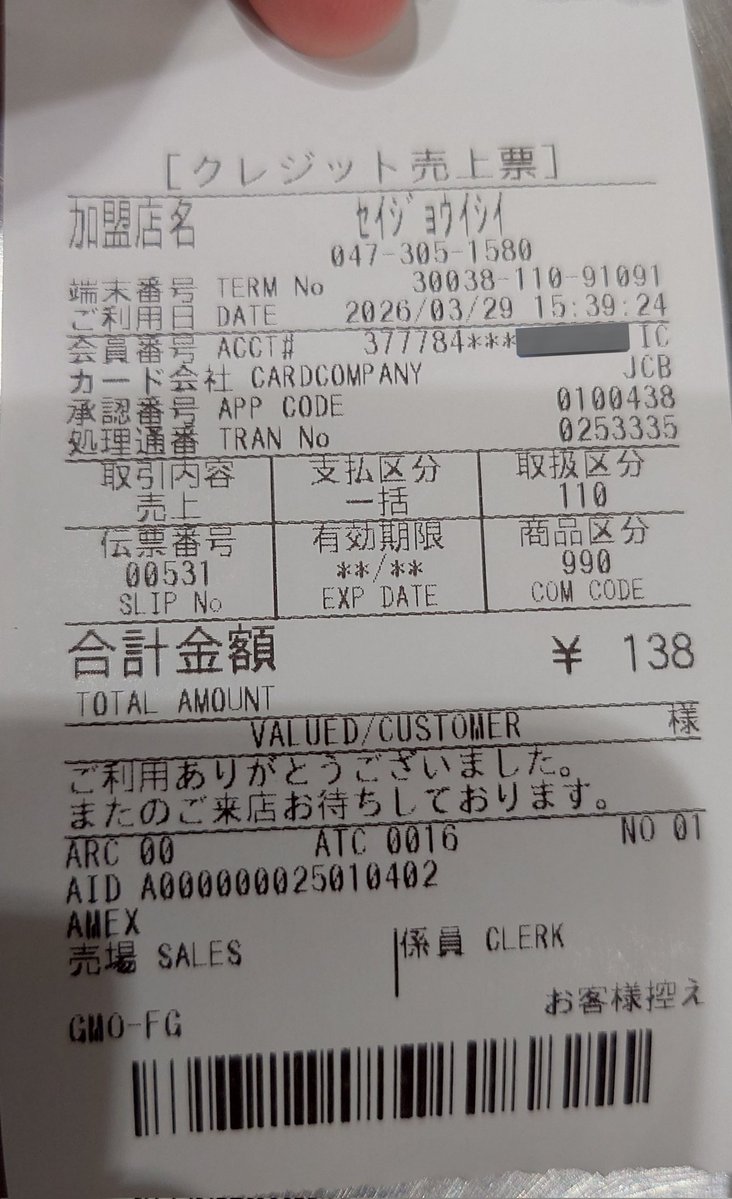 [クレジット売上票]
加盟店名 セイジョウイシイ
047-305-1580
端末番号 TERM No 30038-110-91091
ご利用日 DATE 2026/03/29 15:39:24
会員番号 ACCT# 377784*** IC
カード会社 CARDCOMPANY JCB
承認番号 APP CODE 0100438
処理通番 TRAN No 0253335
取引内容 支払区分 取扱区分
売上 一括 110
伝票番号 有効期限 商品区分
00531 **/** 990
SLIP No EXP DATE COM CODE
合計金額 ¥ 138
TOTAL AMOUNT
VALUED/CUSTOMER 様
ご利用ありがとうございました。
またのご来店お待ちしております。
ARC 00 ATC 0016 NO 01
AID A000000025010402
AMEX
売場 SALES 係員 CLERK
お客様控え
GMO-FG